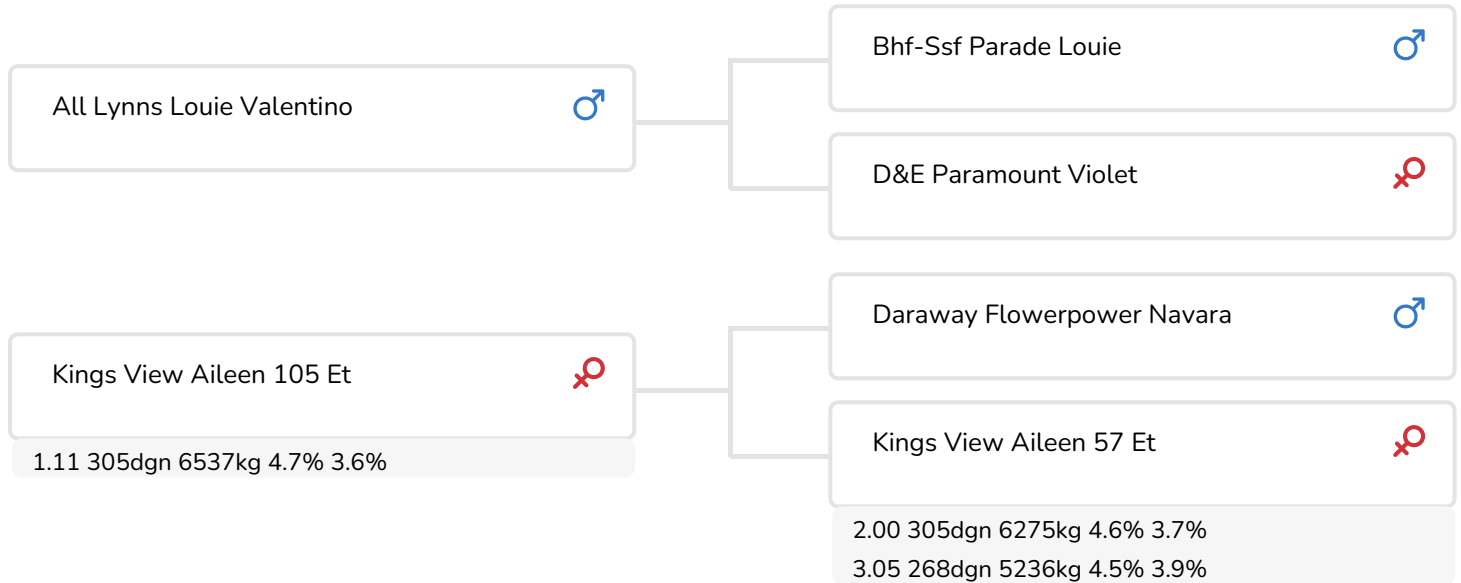 All Lynns Louie Valentino
Bhf-Ssf Parade Louie
D&E Paramount Violet
Kings View Aileen 105 Et
1.11 305dgn 6537kg 4.7% 3.6%
Daraway Flowerpower Navara
Kings View Aileen 57 Et
2.00 305dgn 6275kg 4.6% 3.7%
3.05 268dgn 5236kg 4.5% 3.9%